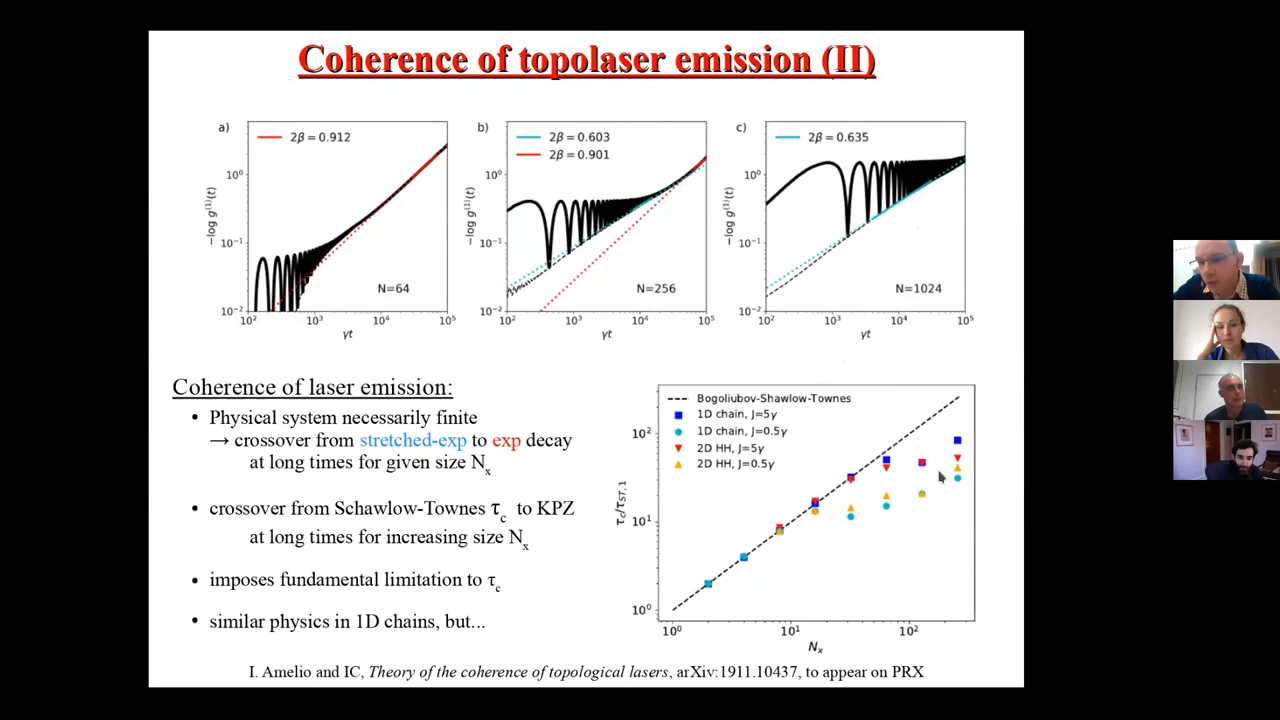 Coherence of topolaser emission (II)
a)
2β = 0.912
10⁰
10⁻¹
10⁻²
−log g⁽¹⁾(t)
N=64
10² 10³ 10⁴ 10⁵
γt
b)
2β = 0.603
2β = 0.901
10⁰
10⁻¹
10⁻²
−log g⁽¹⁾(t)
N=256
10² 10³ 10⁴ 10⁵
γt
c)
2β = 0.635
10⁰
10⁻¹
10⁻²
−log g⁽¹⁾(t)
N=1024
10² 10³ 10⁴ 10⁵
γt
Coherence of laser emission:
• Physical system necessarily finite
→ crossover from stretched-exp to exp decay
at long times for given size Nₓ
• crossover from Schawlow-Townes τ_c to KPZ
at long times for increasing size Nₓ
• imposes fundamental limitation to τ_c
• similar physics in 1D chains, but...
Bogoliubov-Shawlow-Townes
1D chain, J=5γ
1D chain, J=0.5γ
2D HH, J=5γ
2D HH, J=0.5γ
10²
10¹
10⁰
τ_c/τ_ST,1
10⁰ 10¹ 10²
Nₓ
I. Amelio and IC, Theory of the coherence of topological lasers, arXiv:1911.10437, to appear on PRX